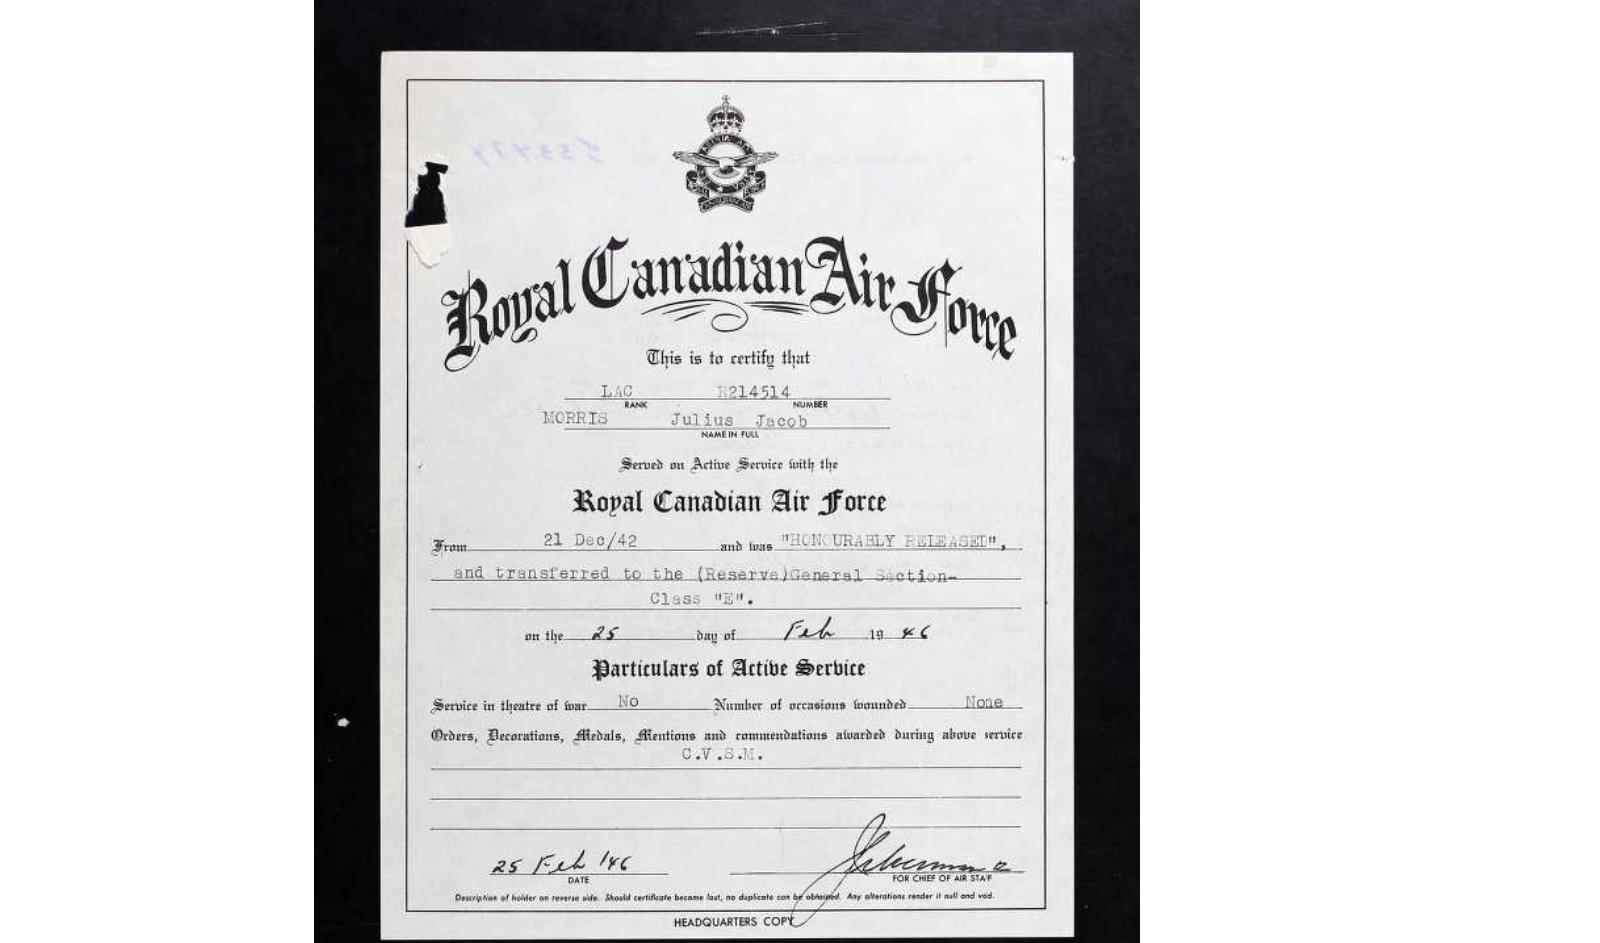 Royal Canadian Air Force
This is to certify that
LAC R214514
RANK NUMBER
MORRIS Julius Jacob
NAME IN FULL
Served on Active Service with the
Royal Canadian Air Force
From 21 Dec/42 and was "HONOURABLY RELEASED",
and transferred to the (Reserve)General Section-
Class "E".
on the 25 day of Feb 19 46
Particulars of Active Service
Service in theatre of war No Number of occasions wounded None
Orders, Decorations, Medals, Mentions and commendations awarded during above service
C.V.S.M.
25 Feb '46
DATE FOR CHIEF OF AIR STAFF
Description of holder on reverse side. Should certificate become lost, no duplicate can be obtained. Any alterations render it null and void.
HEADQUARTERS COPY